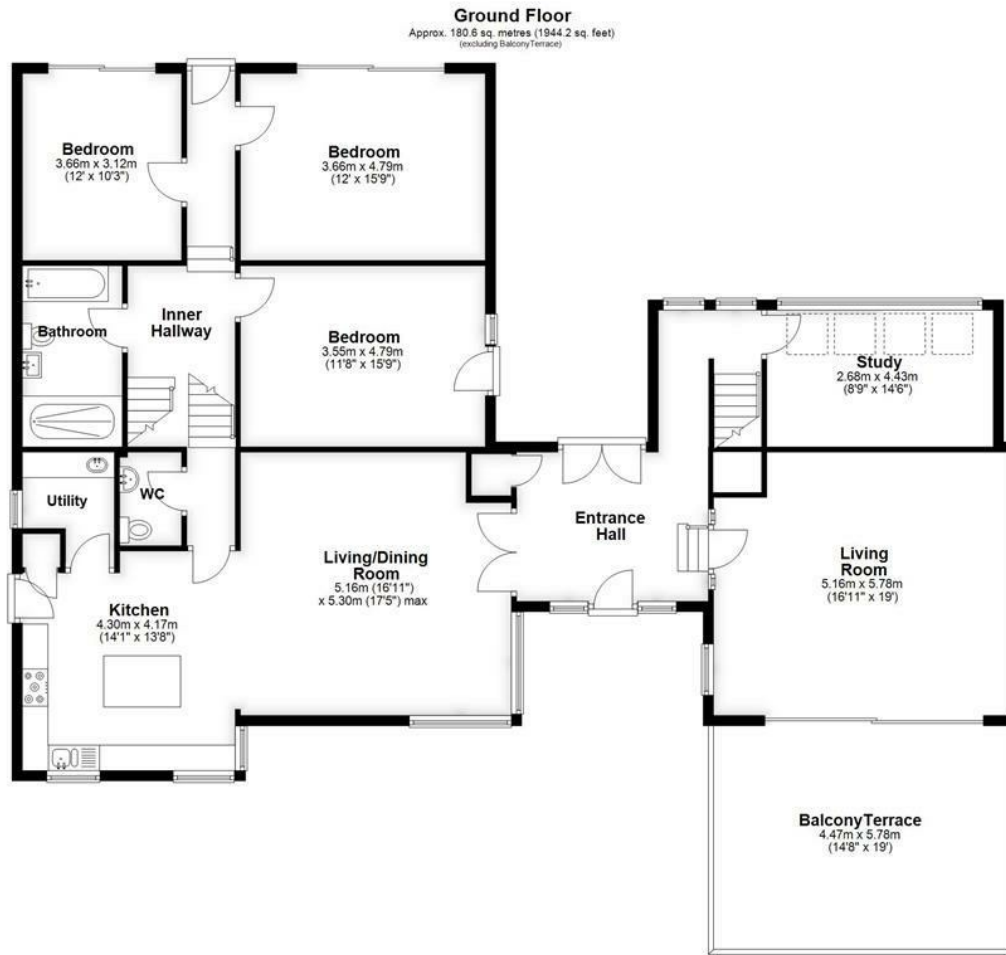 Ground Floor
Approx. 180.6 sq. metres (1944.2 sq. feet)
(excluding BalconyTerrace)
Bedroom
3.66m x 3.12m
(12' x 10'3")
Bedroom
3.66m x 4.79m
(12' x 15'9")
Bathroom
Inner
Hallway
Bedroom
3.55m x 4.79m
(11'8" x 15'9")
Study
2.68m x 4.43m
(8'9" x 14'6")
Utility
WC
Living/Dining
Room
5.16m (16'11")
x 5.30m (17'5") max
Entrance
Hall
Living
Room
5.16m x 5.78m
(16'11" x 19')
Kitchen
4.30m x 4.17m
(14'1" x 13'8")
BalconyTerrace
4.47m x 5.78m
(14'8" x 19')